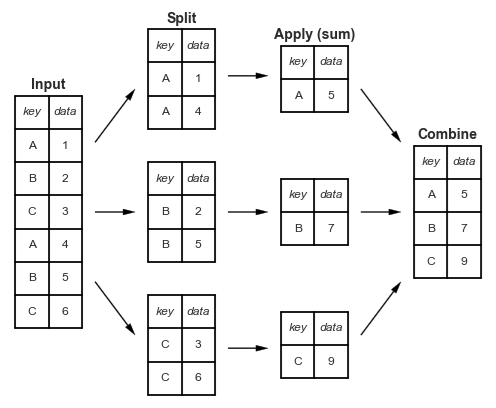 Input
key data
A 1
B 2
C 3
A 4
B 5
C 6
Split
key data
A 1
A 4
key data
B 2
B 5
key data
C 3
C 6
Apply (sum)
key data
A 5
key data
B 7
key data
C 9
Combine
key data
A 5
B 7
C 9